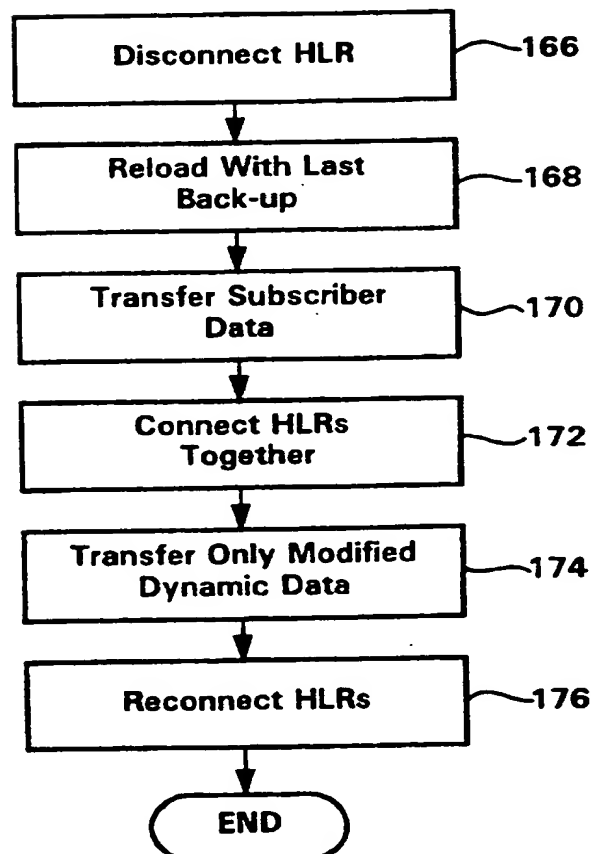 Disconnect HLR
166
Reload With Last
Back-up
168
Transfer Subscriber
Data
170
Connect HLRs
Together
172
Transfer Only Modified
Dynamic Data
174
Reconnect HLRs
176
END